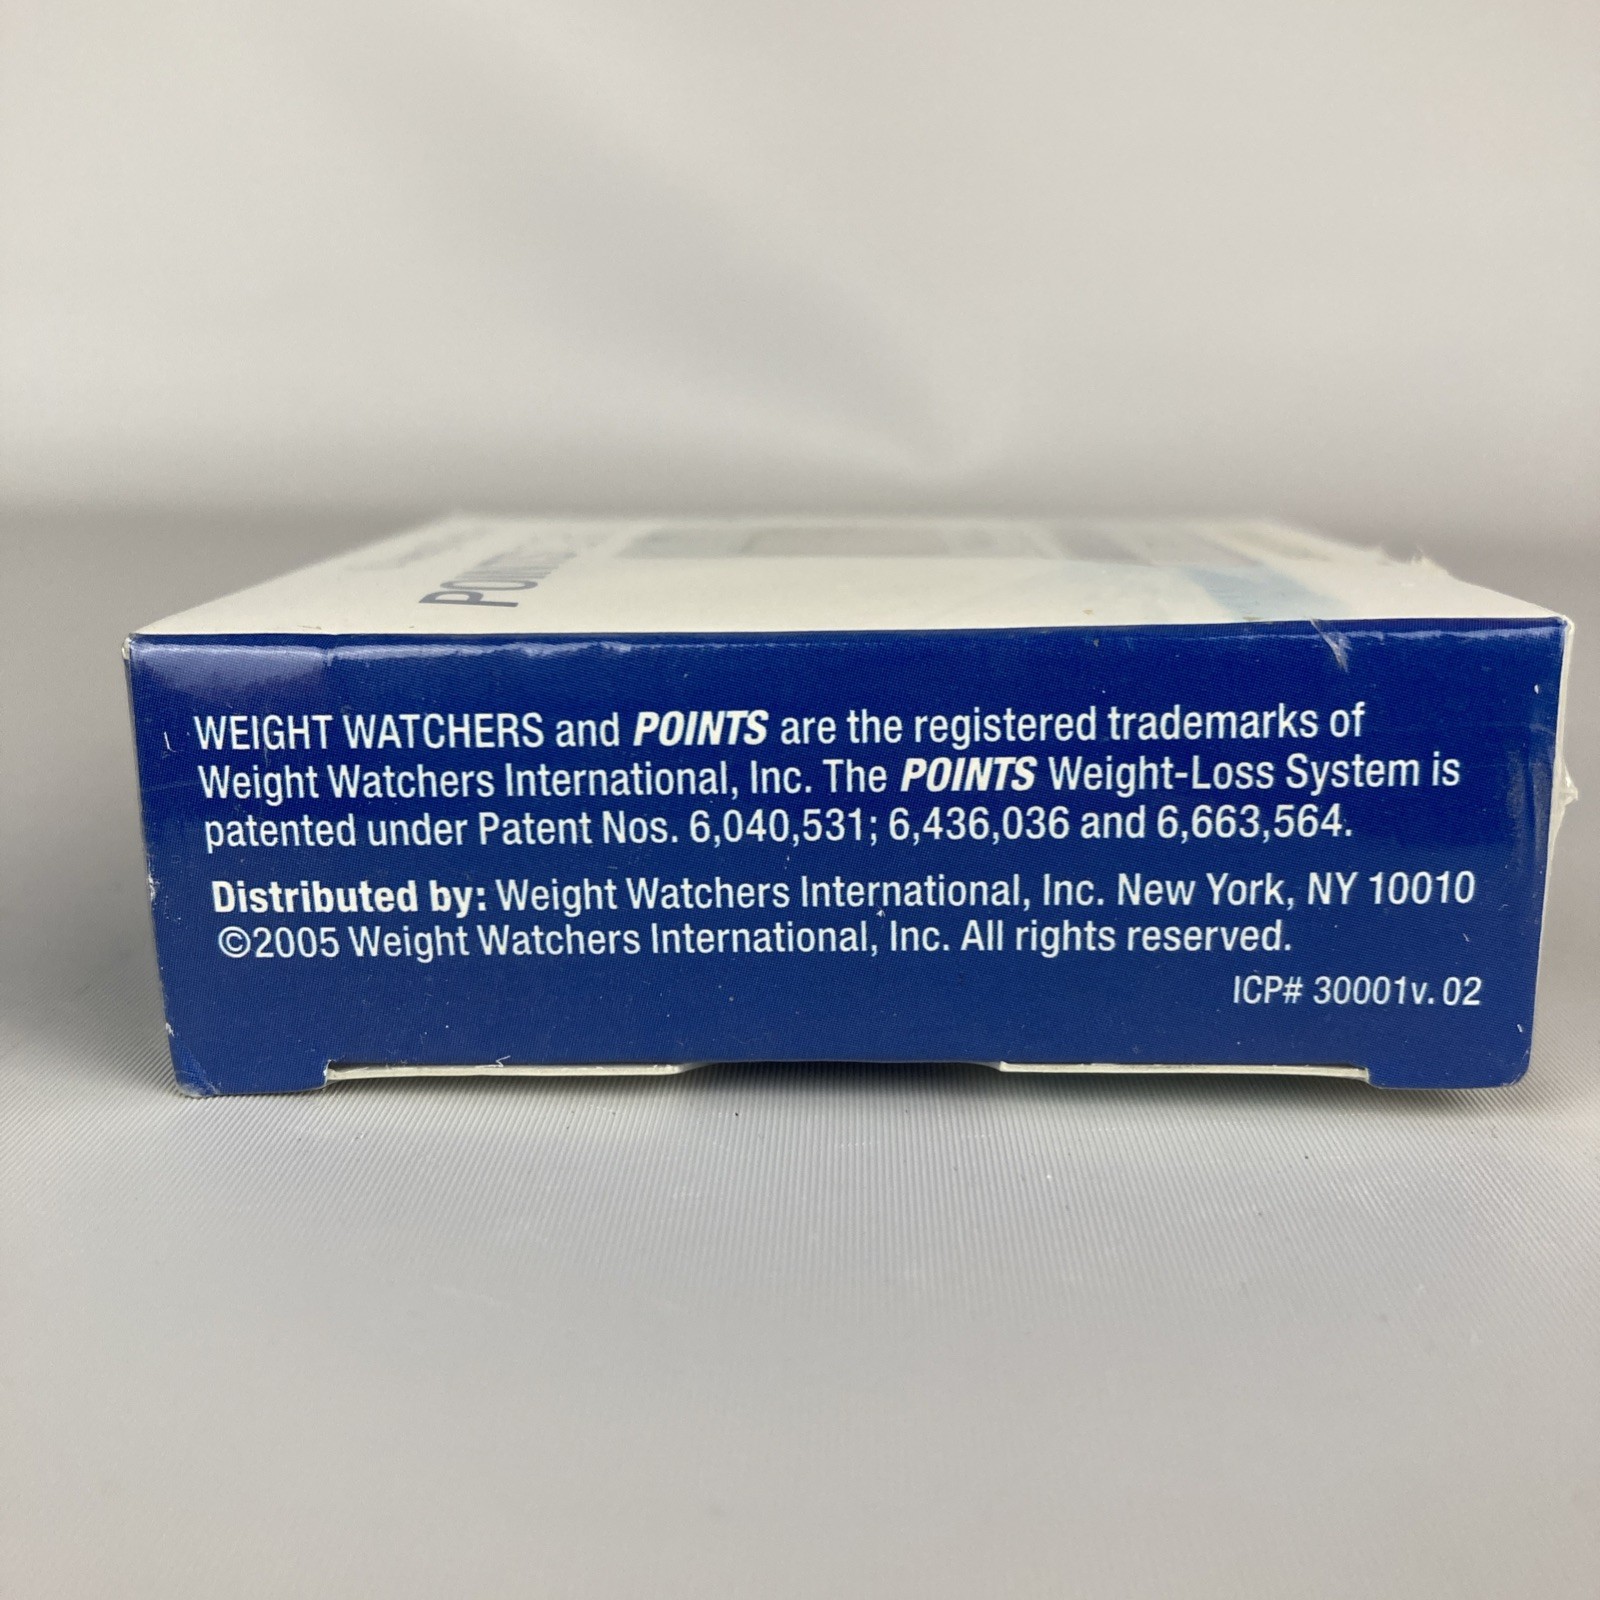 POINTS
WEIGHT WATCHERS and POINTS are the registered trademarks of
Weight Watchers International, Inc. The POINTS Weight-Loss System is
patented under Patent Nos. 6,040,531; 6,436,036 and 6,663,564.
Distributed by: Weight Watchers International, Inc. New York, NY 10010
©2005 Weight Watchers International, Inc. All rights reserved.
ICP# 30001v. 02